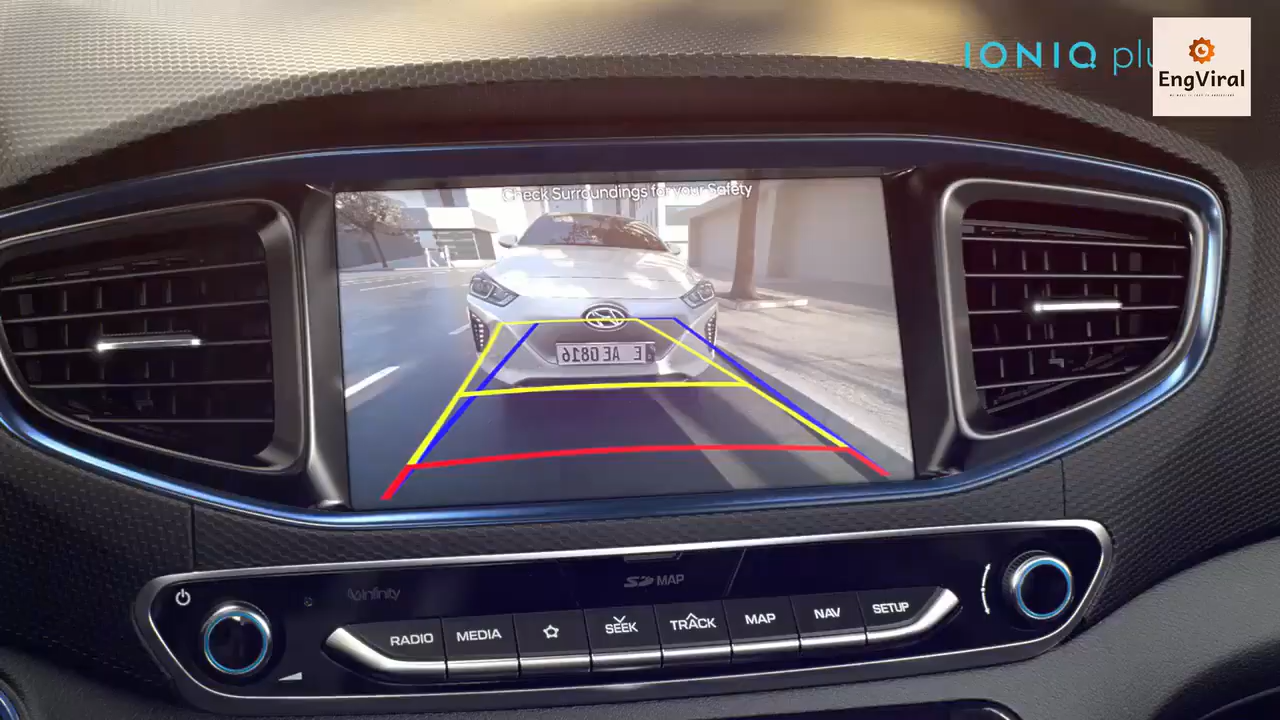 IONIQ plu
EngViral
Check Surroundings for your Safety
E AE 0816
infinity
SD MAP
RADIO
MEDIA
SEEK
TRACK
MAP
NAV
SETUP